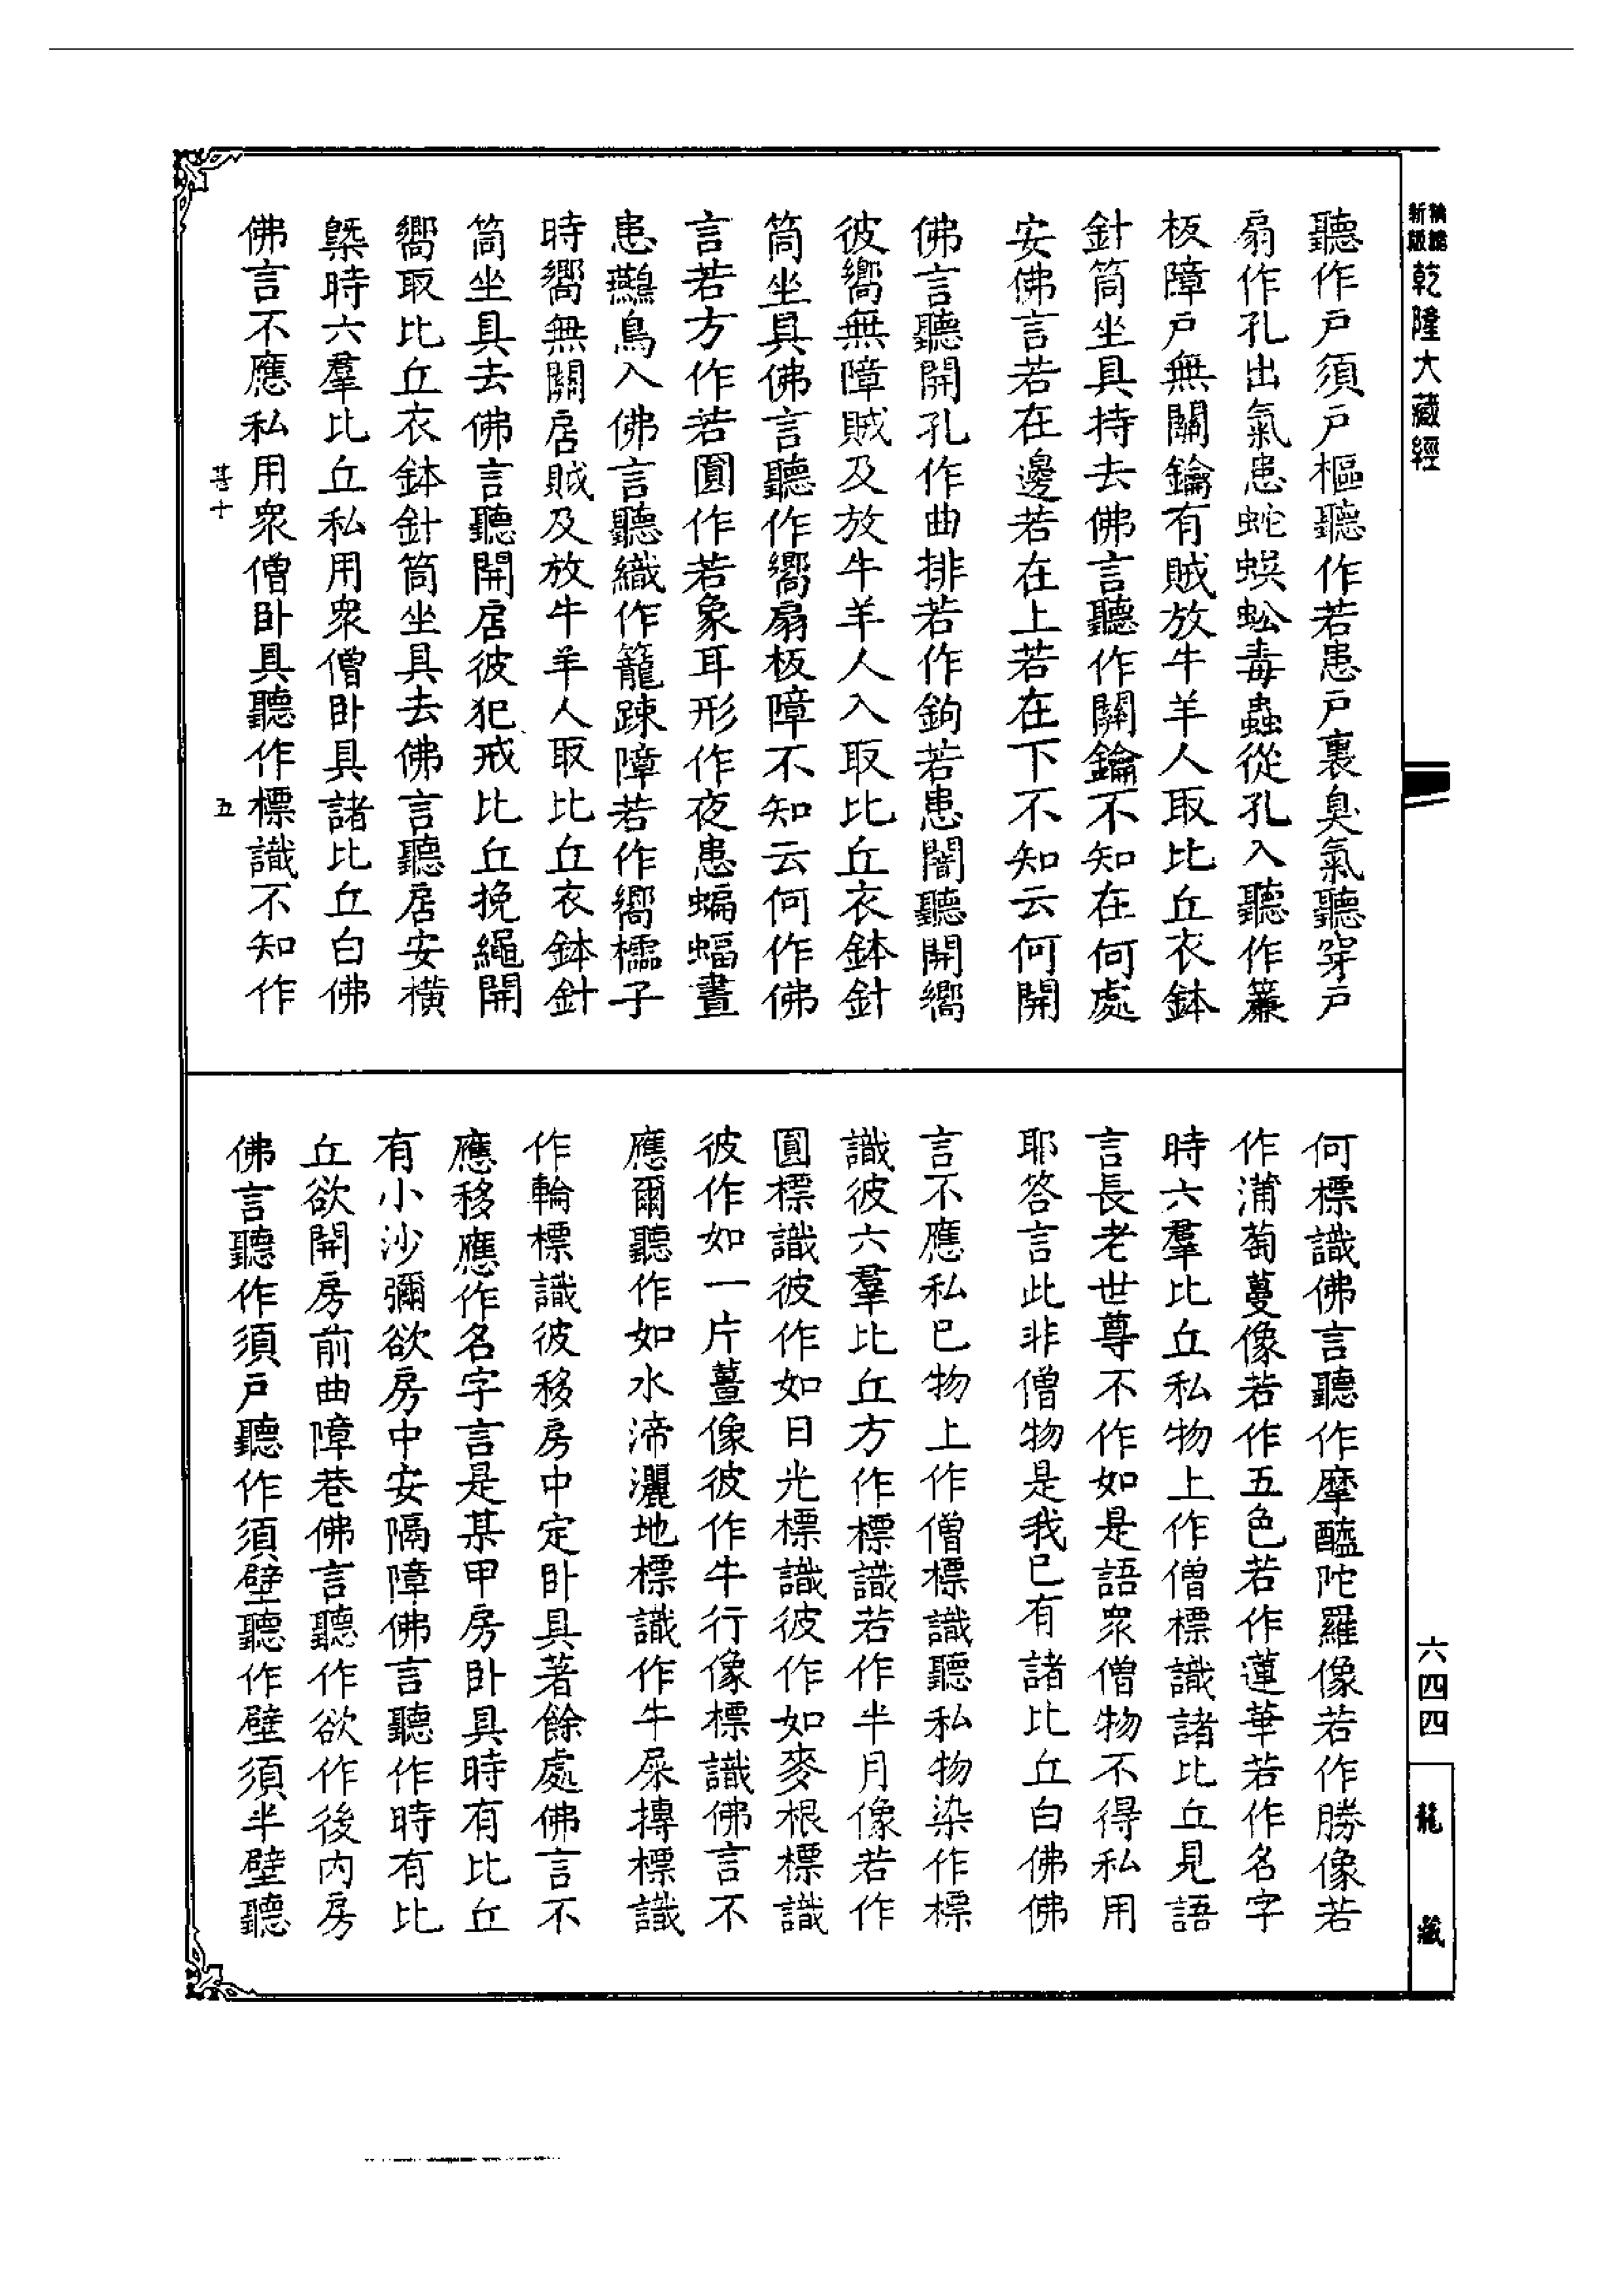 新版
乾隆大藏經
聽作戶須戶樞聽作若患戶裏臭氣聽穿戶
扇作孔出氣患蛇蜈蚣毒蟲從孔入聽作簾
板障戶無關鑰有賊放牛羊人取比丘衣鉢
針筒坐具持去佛言聽作關鑰不知在何處
安佛言若在邊若在上若在下不知云何開
佛言聽開孔作曲排若作鉤若患闇聽開嚮
彼嚮無障賊及放牛羊人入取比丘衣鉢針
筒坐具佛言聽作嚮扇板障不知云何作佛
言若方作若圓作若象耳形作夜患蝙蝠晝
患鷰鳥入佛言聽織作籠踈障若作嚮櫺子
時嚮無關扂賊及放牛羊人取比丘衣鉢針
筒坐具去佛言聽開扂彼犯戒比丘挽繩開
嚮取比丘衣鉢針筒坐具去佛言聽扂安橫
槷時六羣比丘私用眾僧臥具諸比丘白佛
佛言不應私用眾僧臥具聽作標識不知作
甚十
五
何標識佛言聽作摩醯陀羅像若作勝像若
作蒲萄蔓像若作五色若作蓮華若作名字
時六羣比丘私物上作僧標識諸比丘見語
言長老世尊不作如是語眾僧物不得私用
耶答言此非僧物是我已有諸比丘白佛佛
言不應私已物上作僧標識聽私物染作標
識彼六羣比丘方作標識若作半月像若作
圓標識彼作如日光標識彼作如麥根標識
彼作如一片薑像彼作牛行像標識佛言不
應爾聽作如水渧灑地標識作牛屎摶標識
作輪標識彼移房中定臥具著餘處佛言不
應移應作名字言是某甲房臥具時有比丘
有小沙彌欲房中安隔障佛言聽作時有比
丘欲開房前曲障巷佛言聽作欲作後內房
佛言聽作須戶聽作須壁聽作壁須半壁聽
六四四
龍藏